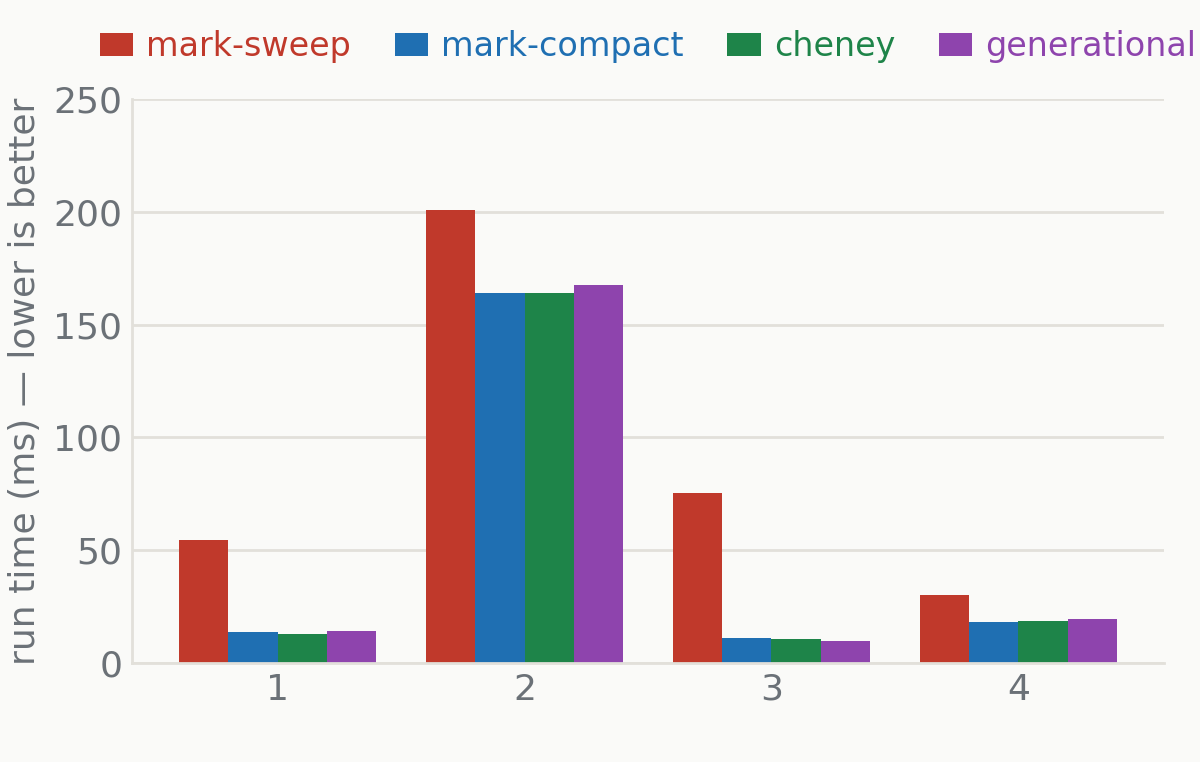 mark-sweep mark-compact cheney generational
run time (ms) — lower is better
250
200
150
100
50
0
1 2 3 4